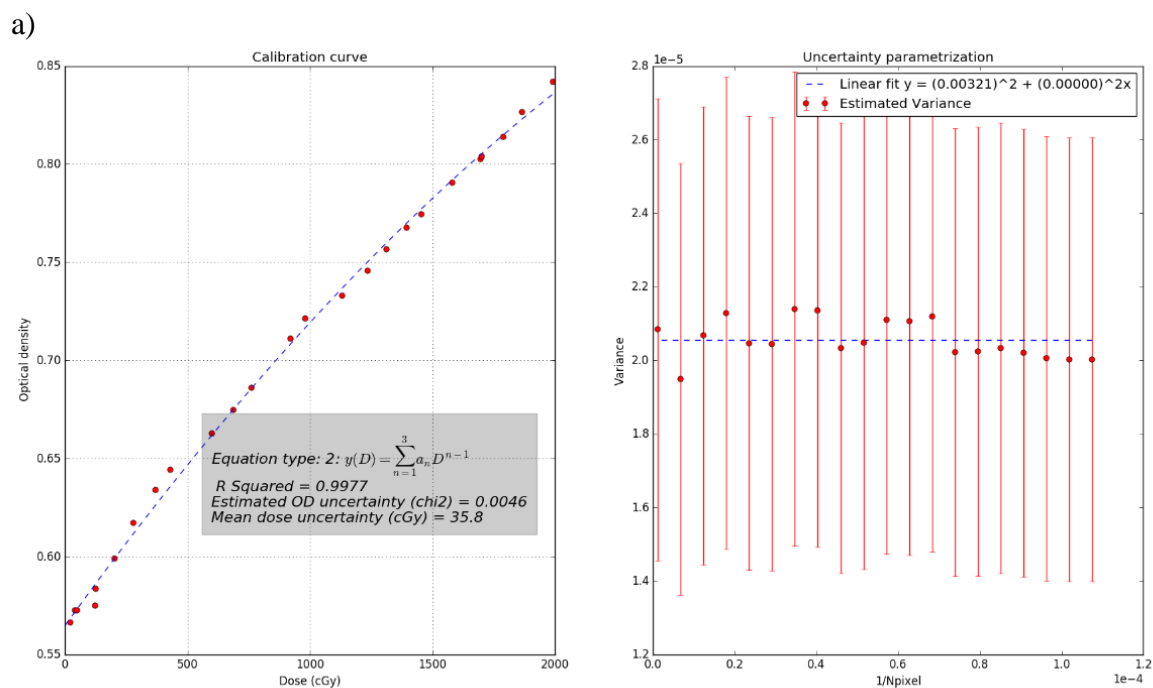 a)
Calibration curve
0.85
0.80
0.75
0.70
0.65
0.60
0.55
Optical density
0
500
1000
1500
2000
Dose (cGy)
Equation type: 2: y(D) = \sum_{n=1}^{3} a_n D^{n-1}
R Squared = 0.9977
Estimated OD uncertainty (chi2) = 0.0046
Mean dose uncertainty (cGy) = 35.8
Uncertainty parametrization
1e−5
2.8
2.6
2.4
2.2
2.0
1.8
1.6
1.4
1.2
Variance
0.0
0.2
0.4
0.6
0.8
1.0
1.2
1e−4
1/Npixel
Linear fit y = (0.00321)^2 + (0.00000)^2x
Estimated Variance